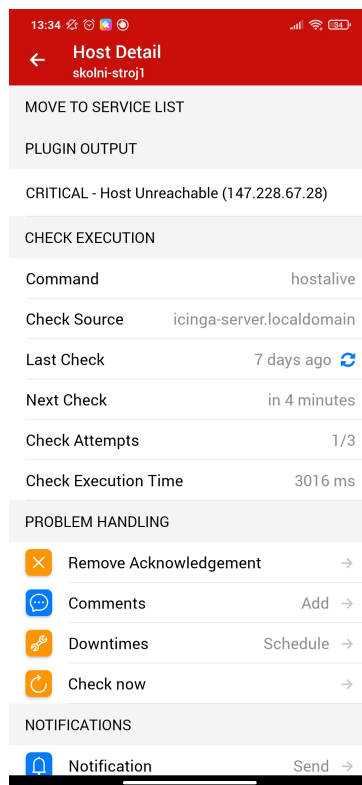 13:34
34
Host Detail
skolni-stroj1
MOVE TO SERVICE LIST
PLUGIN OUTPUT
CRITICAL - Host Unreachable (147.228.67.28)
CHECK EXECUTION
Command hostalive
Check Source icinga-server.localdomain
Last Check 7 days ago
Next Check in 4 minutes
Check Attempts 1/3
Check Execution Time 3016 ms
PROBLEM HANDLING
Remove Acknowledgement
Comments Add
Downtimes Schedule
Check now
NOTIFICATIONS
Notification Send